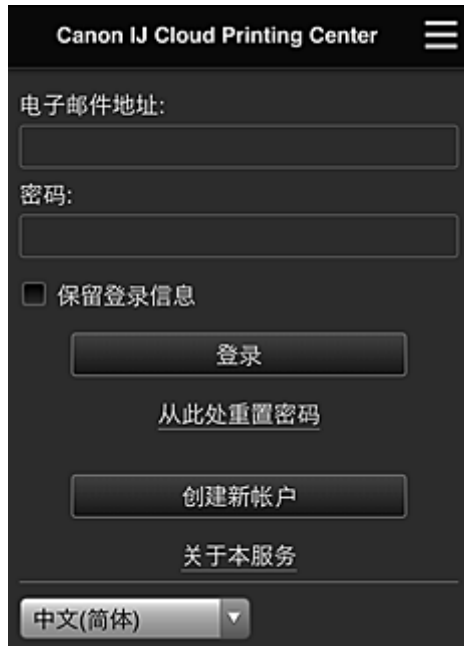 Canon IJ Cloud Printing Center
电子邮件地址:
密码:
保留登录信息
登录
从此处重置密码
创建新帐户
关于本服务
中文(简体)